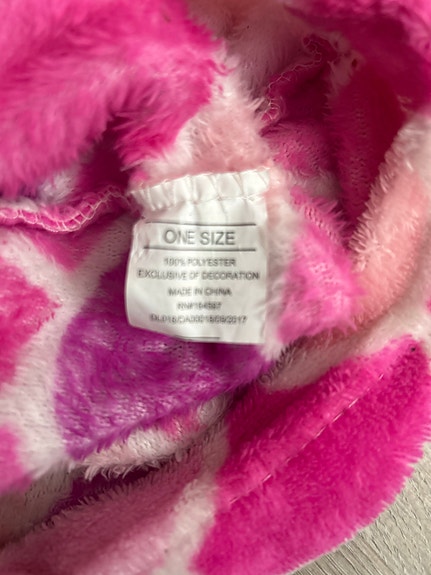 ONE SIZE
100% POLYESTER
EXCLUSIVE OF DECORATION
MADE IN CHINA